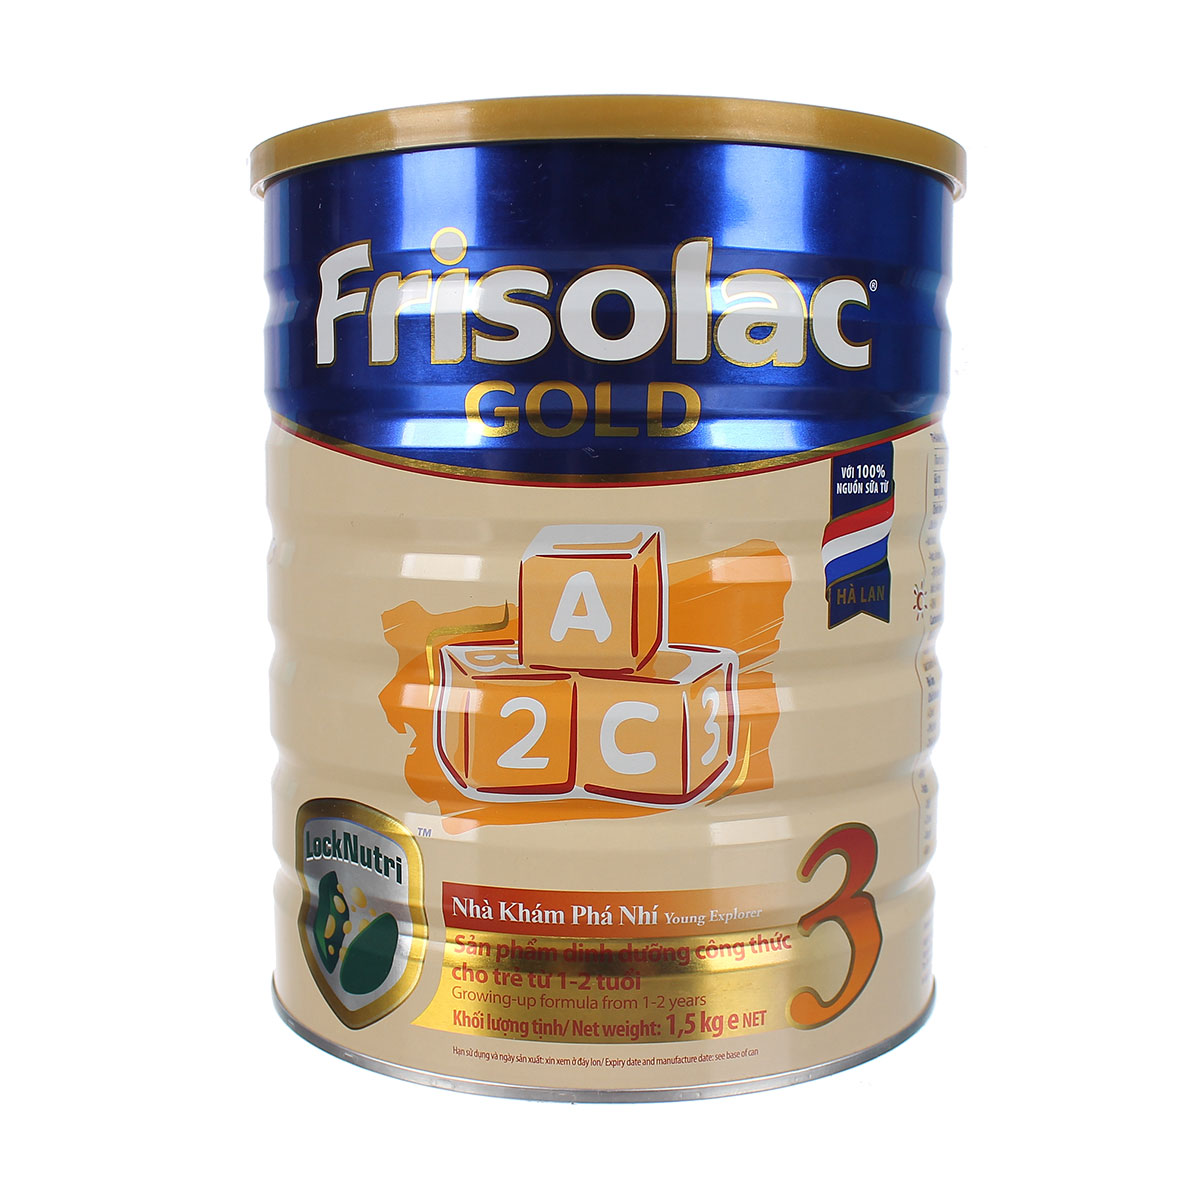 Frisolac®
GOLD
VỚI 100%
NGUỒN SỮA TỪ
HÀ LAN
A
B
2
C
3
LockNutri
™
3
Nhà Khám Phá Nhí Young Explorer
Sản phẩm dinh dưỡng công thức
cho trẻ từ 1-2 tuổi
Growing-up formula from 1-2 years
Khối lượng tịnh/ Net weight: 1,5 kg e NET
Hạn sử dụng và ngày sản xuất: xin xem ở đáy lon/ Expiry date and manufacture date: see base of can